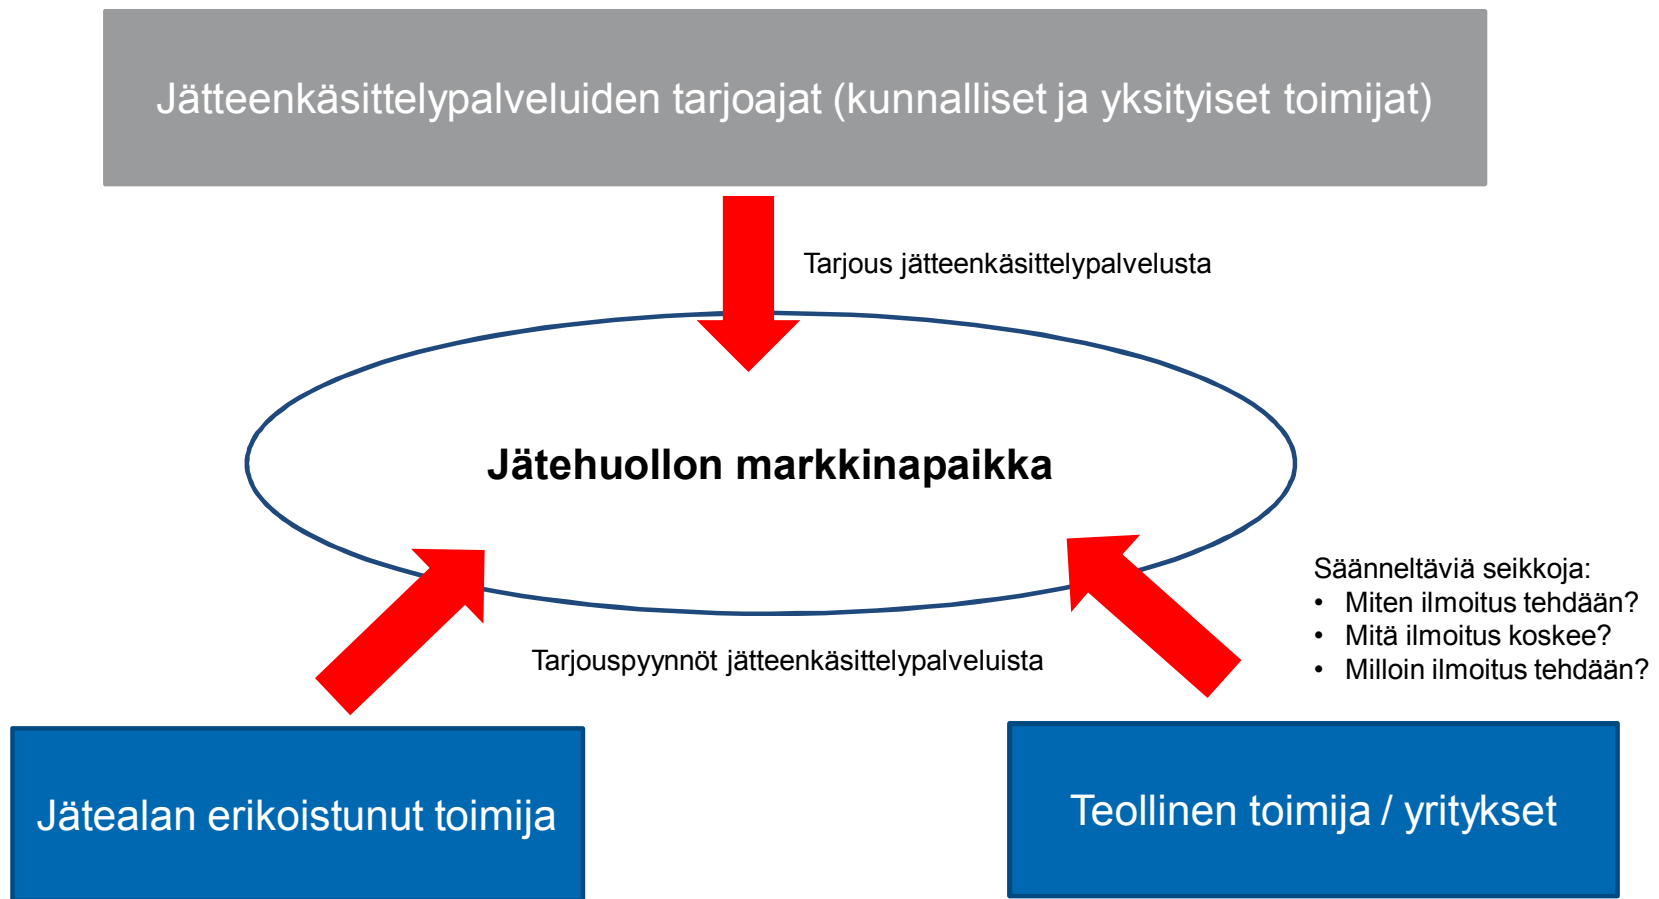 Jätteenkäsittelypalveluiden tarjoajat (kunnalliset ja yksityiset toimijat)
Tarjous jätteenkäsittelypalvelusta
Jätehuollon markkinapaikka
Säänneltäviä seikkoja:
• Miten ilmoitus tehdään?
• Mitä ilmoitus koskee?
• Milloin ilmoitus tehdään?
Tarjouspyynnöt jätteenkäsittelypalveluista
Jätealan erikoistunut toimija
Teollinen toimija / yritykset